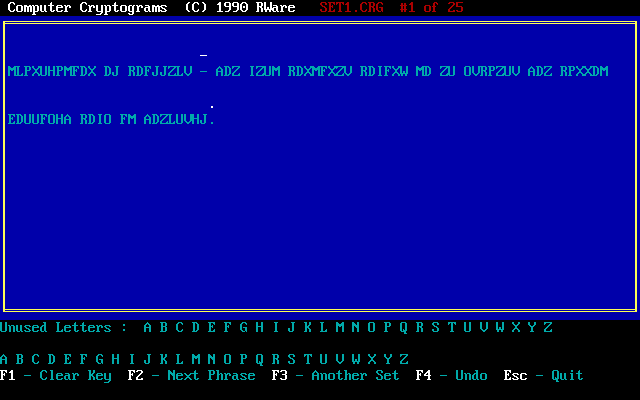 Computer Cryptograms (C) 1990 RWare SET1.CRG #1 of 25
–
MLPXUHPMFDX DJ RDFJJZLV – ADZ IZUM RDXMFXZV RDIFXW MD ZU OVRPZUV ADZ RPXXDM
.
EDUUFOHA RDIO FM ADZLUVHJ.
Unused Letters : A B C D E F G H I J K L M N O P Q R S T U V W X Y Z
A B C D E F G H I J K L M N O P Q R S T U V W X Y Z
F1 – Clear Key F2 – Next Phrase F3 – Another Set F4 – Undo Esc – Quit